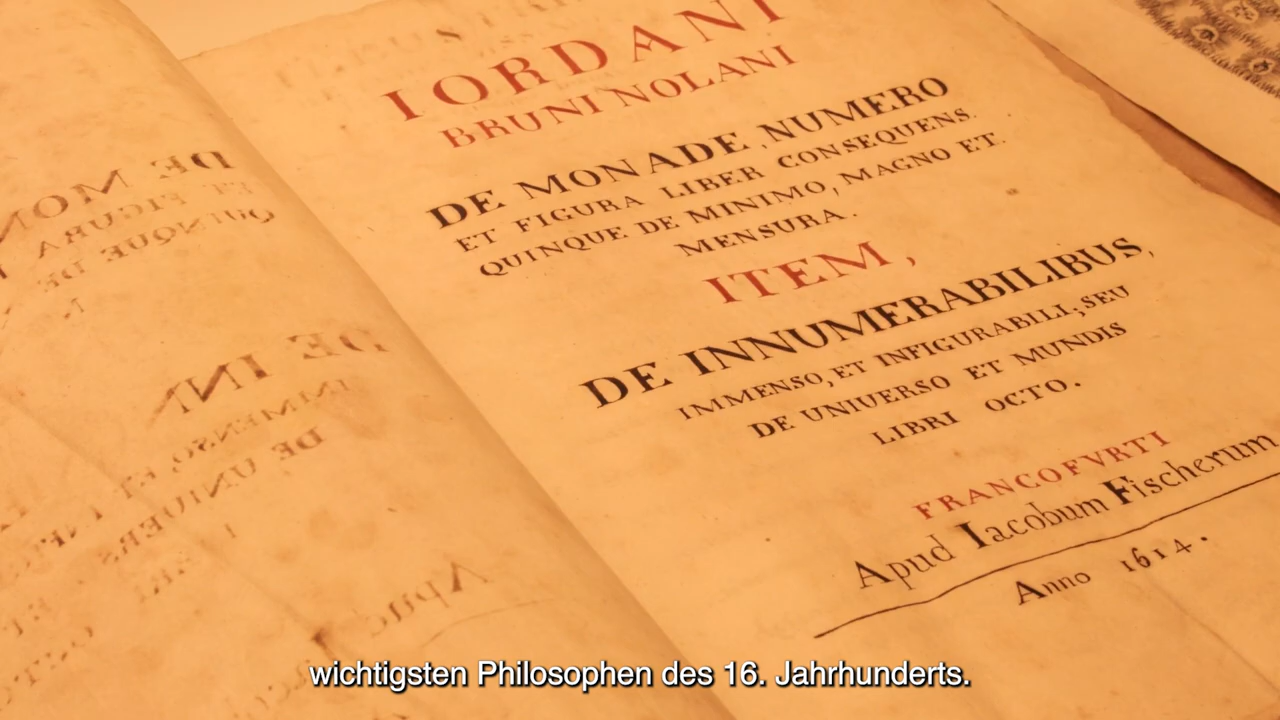 IORDANI
BRUNI NOLANI
DE MONADE, NUMERO
ET FIGURA LIBER CONSEQUENS.
QUINQUE DE MINIMO, MAGNO ET.
MENSURA.
ITEM,
DE INNUMERABILIBUS,
IMMENSO, ET INFIGURABILI; SEU
DE UNIUERSO ET MUNDIS
LIBRI OCTO.
FRANCOFVRTI
Apud Iacobum Fischerum
Anno 1614.
wichtigsten Philosophen des 16. Jahrhunderts.